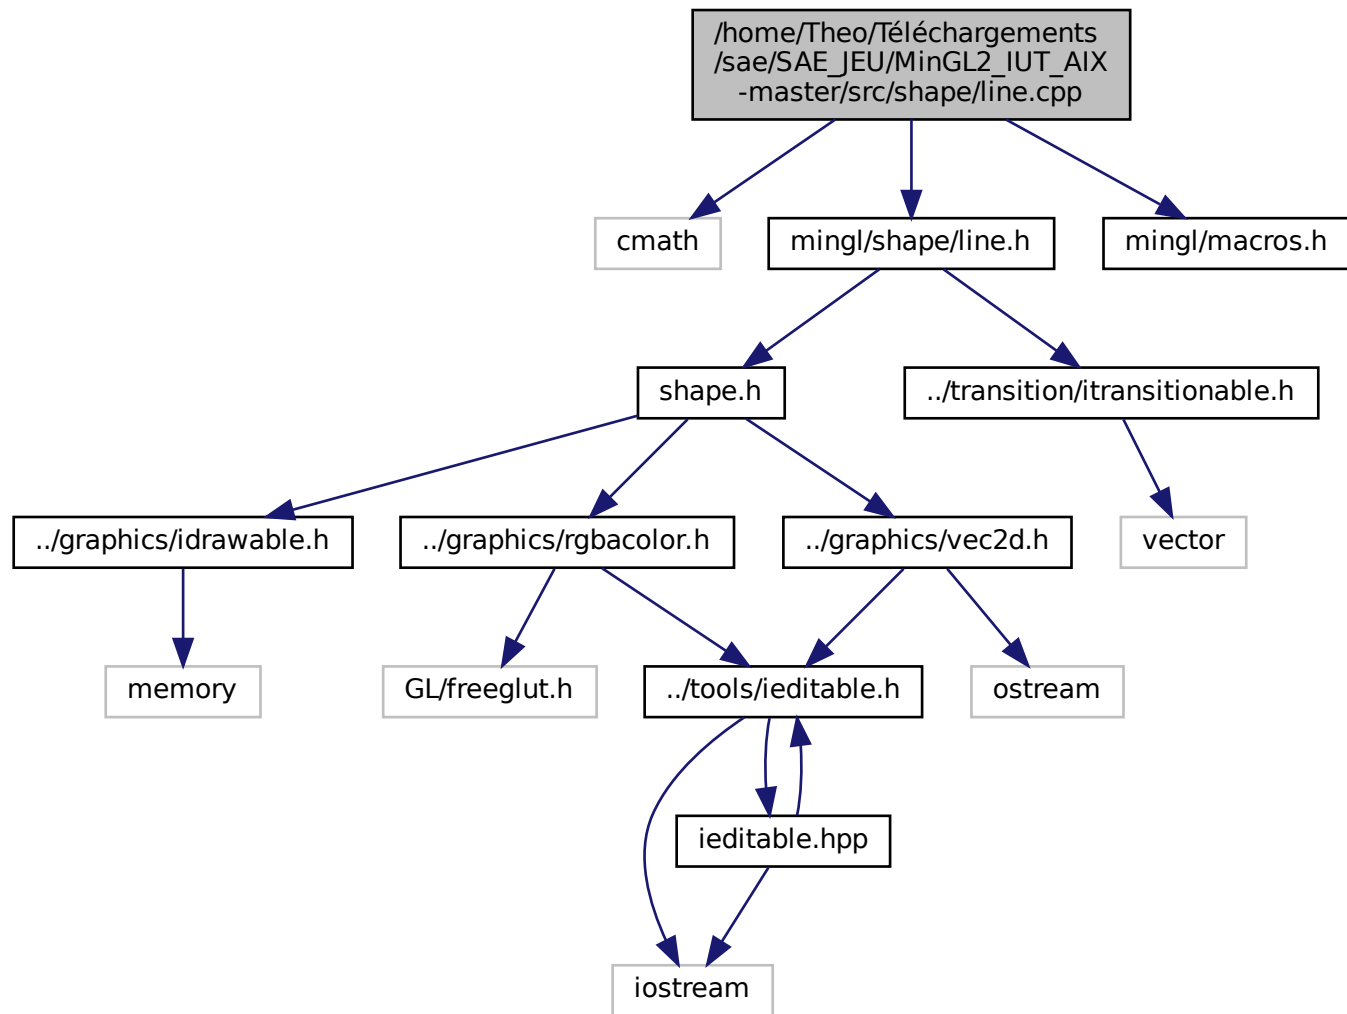 /home/Theo/Téléchargements
/sae/SAE_JEU/MinGL2_IUT_AIX
-master/src/shape/line.cpp
cmath
mingl/shape/line.h
mingl/macros.h
shape.h
../transition/itransitionable.h
../graphics/idrawable.h
../graphics/rgbacolor.h
../graphics/vec2d.h
vector
memory
GL/freeglut.h
../tools/ieditable.h
ostream
ieditable.hpp
iostream